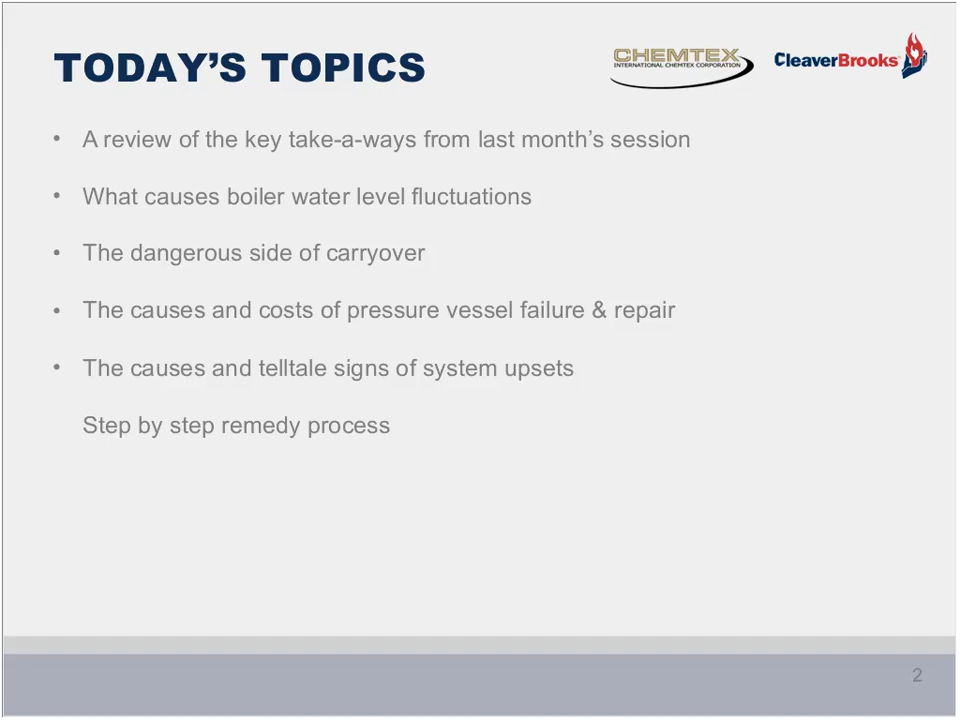 TODAY’S TOPICS
CHEMTEX
INTERNATIONAL CHEMTEX CORPORATION
CleaverBrooks
• A review of the key take-a-ways from last month’s session
• What causes boiler water level fluctuations
• The dangerous side of carryover
• The causes and costs of pressure vessel failure & repair
• The causes and telltale signs of system upsets
Step by step remedy process
2